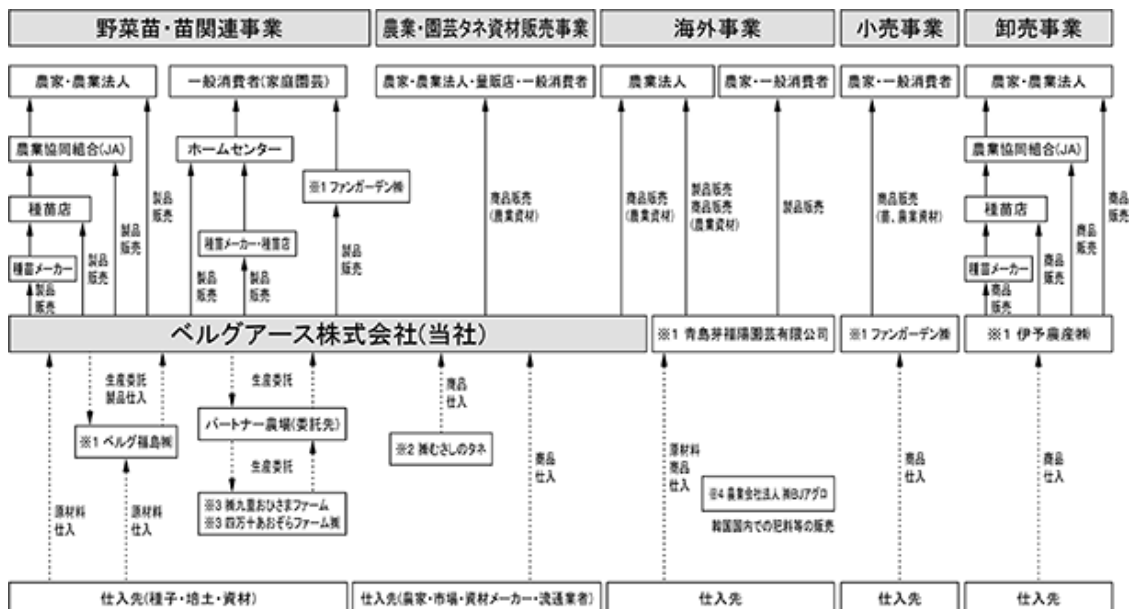 野菜苗・苗関連事業
農業・園芸タネ資材販売事業
海外事業
小売事業
卸売事業
農家・農業法人
一般消費者(家庭園芸)
農家・農業法人・量販店・一般消費者
農業法人
農家・一般消費者
農家・一般消費者
農家・農業法人
農業協同組合(JA)
ホームセンター
農業協同組合(JA)
※1 ファンガーデン㈱
種苗店
種苗店
種苗メーカー・種苗店
種苗メーカー
種苗メーカー
製品
販売
製品
販売
製品
販売
製品
販売
製品
販売
製品
販売
製品
販売
商品販売
(農業資材)
商品販売
(農業資材)
製品販売
商品販売
(農業資材)
製品販売
商品販売
(苗、農業資材)
商品
販売
商品
販売
商品
販売
商品
販売
ベルグアース株式会社(当社)
※1 青島芽福陽園芸有限公司
※1 ファンガーデン㈱
※1 伊予農産㈱
生産委託
製品仕入
生産委託
商品
仕入
※1 ベルグ福島㈱
パートナー農場(委託先)
※2 ㈱むさしのタネ
生産委託
商品
仕入
原材料
商品
仕入
商品
仕入
商品
仕入
※3 ㈱九重おひさまファーム
※3 四万十あおぞらファーム㈱
※4 農業会社法人 ㈱BJアグロ
韓国国内での肥料等の販売
原材料
仕入
原材料
仕入
仕入先(種子・培土・資材)
仕入先(農家・市場・資材メーカー・流通業者)
仕入先
仕入先
仕入先